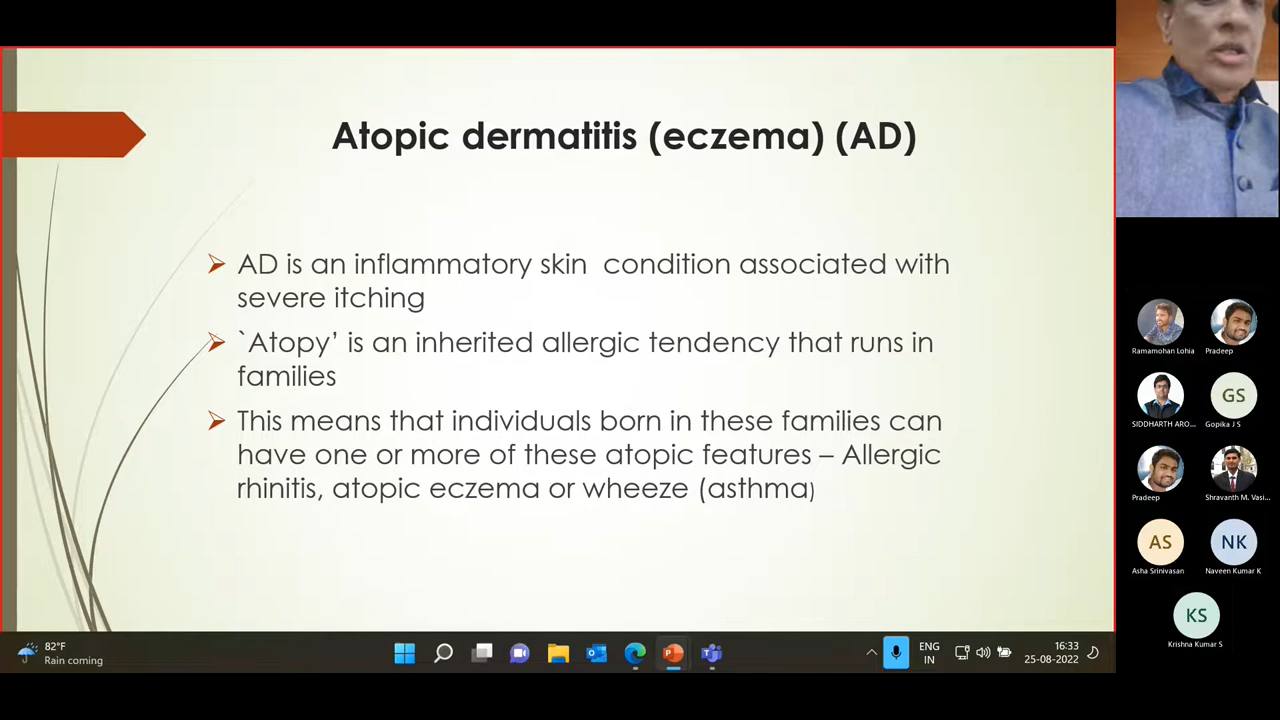 Atopic dermatitis (eczema) (AD)
AD is an inflammatory skin condition associated with
severe itching
`Atopy’ is an inherited allergic tendency that runs in
families
This means that individuals born in these families can
have one or more of these atopic features – Allergic
rhinitis, atopic eczema or wheeze (asthma)
Ramamohan Lohia
Pradeep
SIDDHARTH ARO...
GS
Gopika J S
Pradeep
Shravanth M. Vasi...
AS
Asha Srinivasan
NK
Naveen Kumar K
KS
Krishna Kumar S
82°F
Rain coming
ENG
IN
16:33
25-08-2022